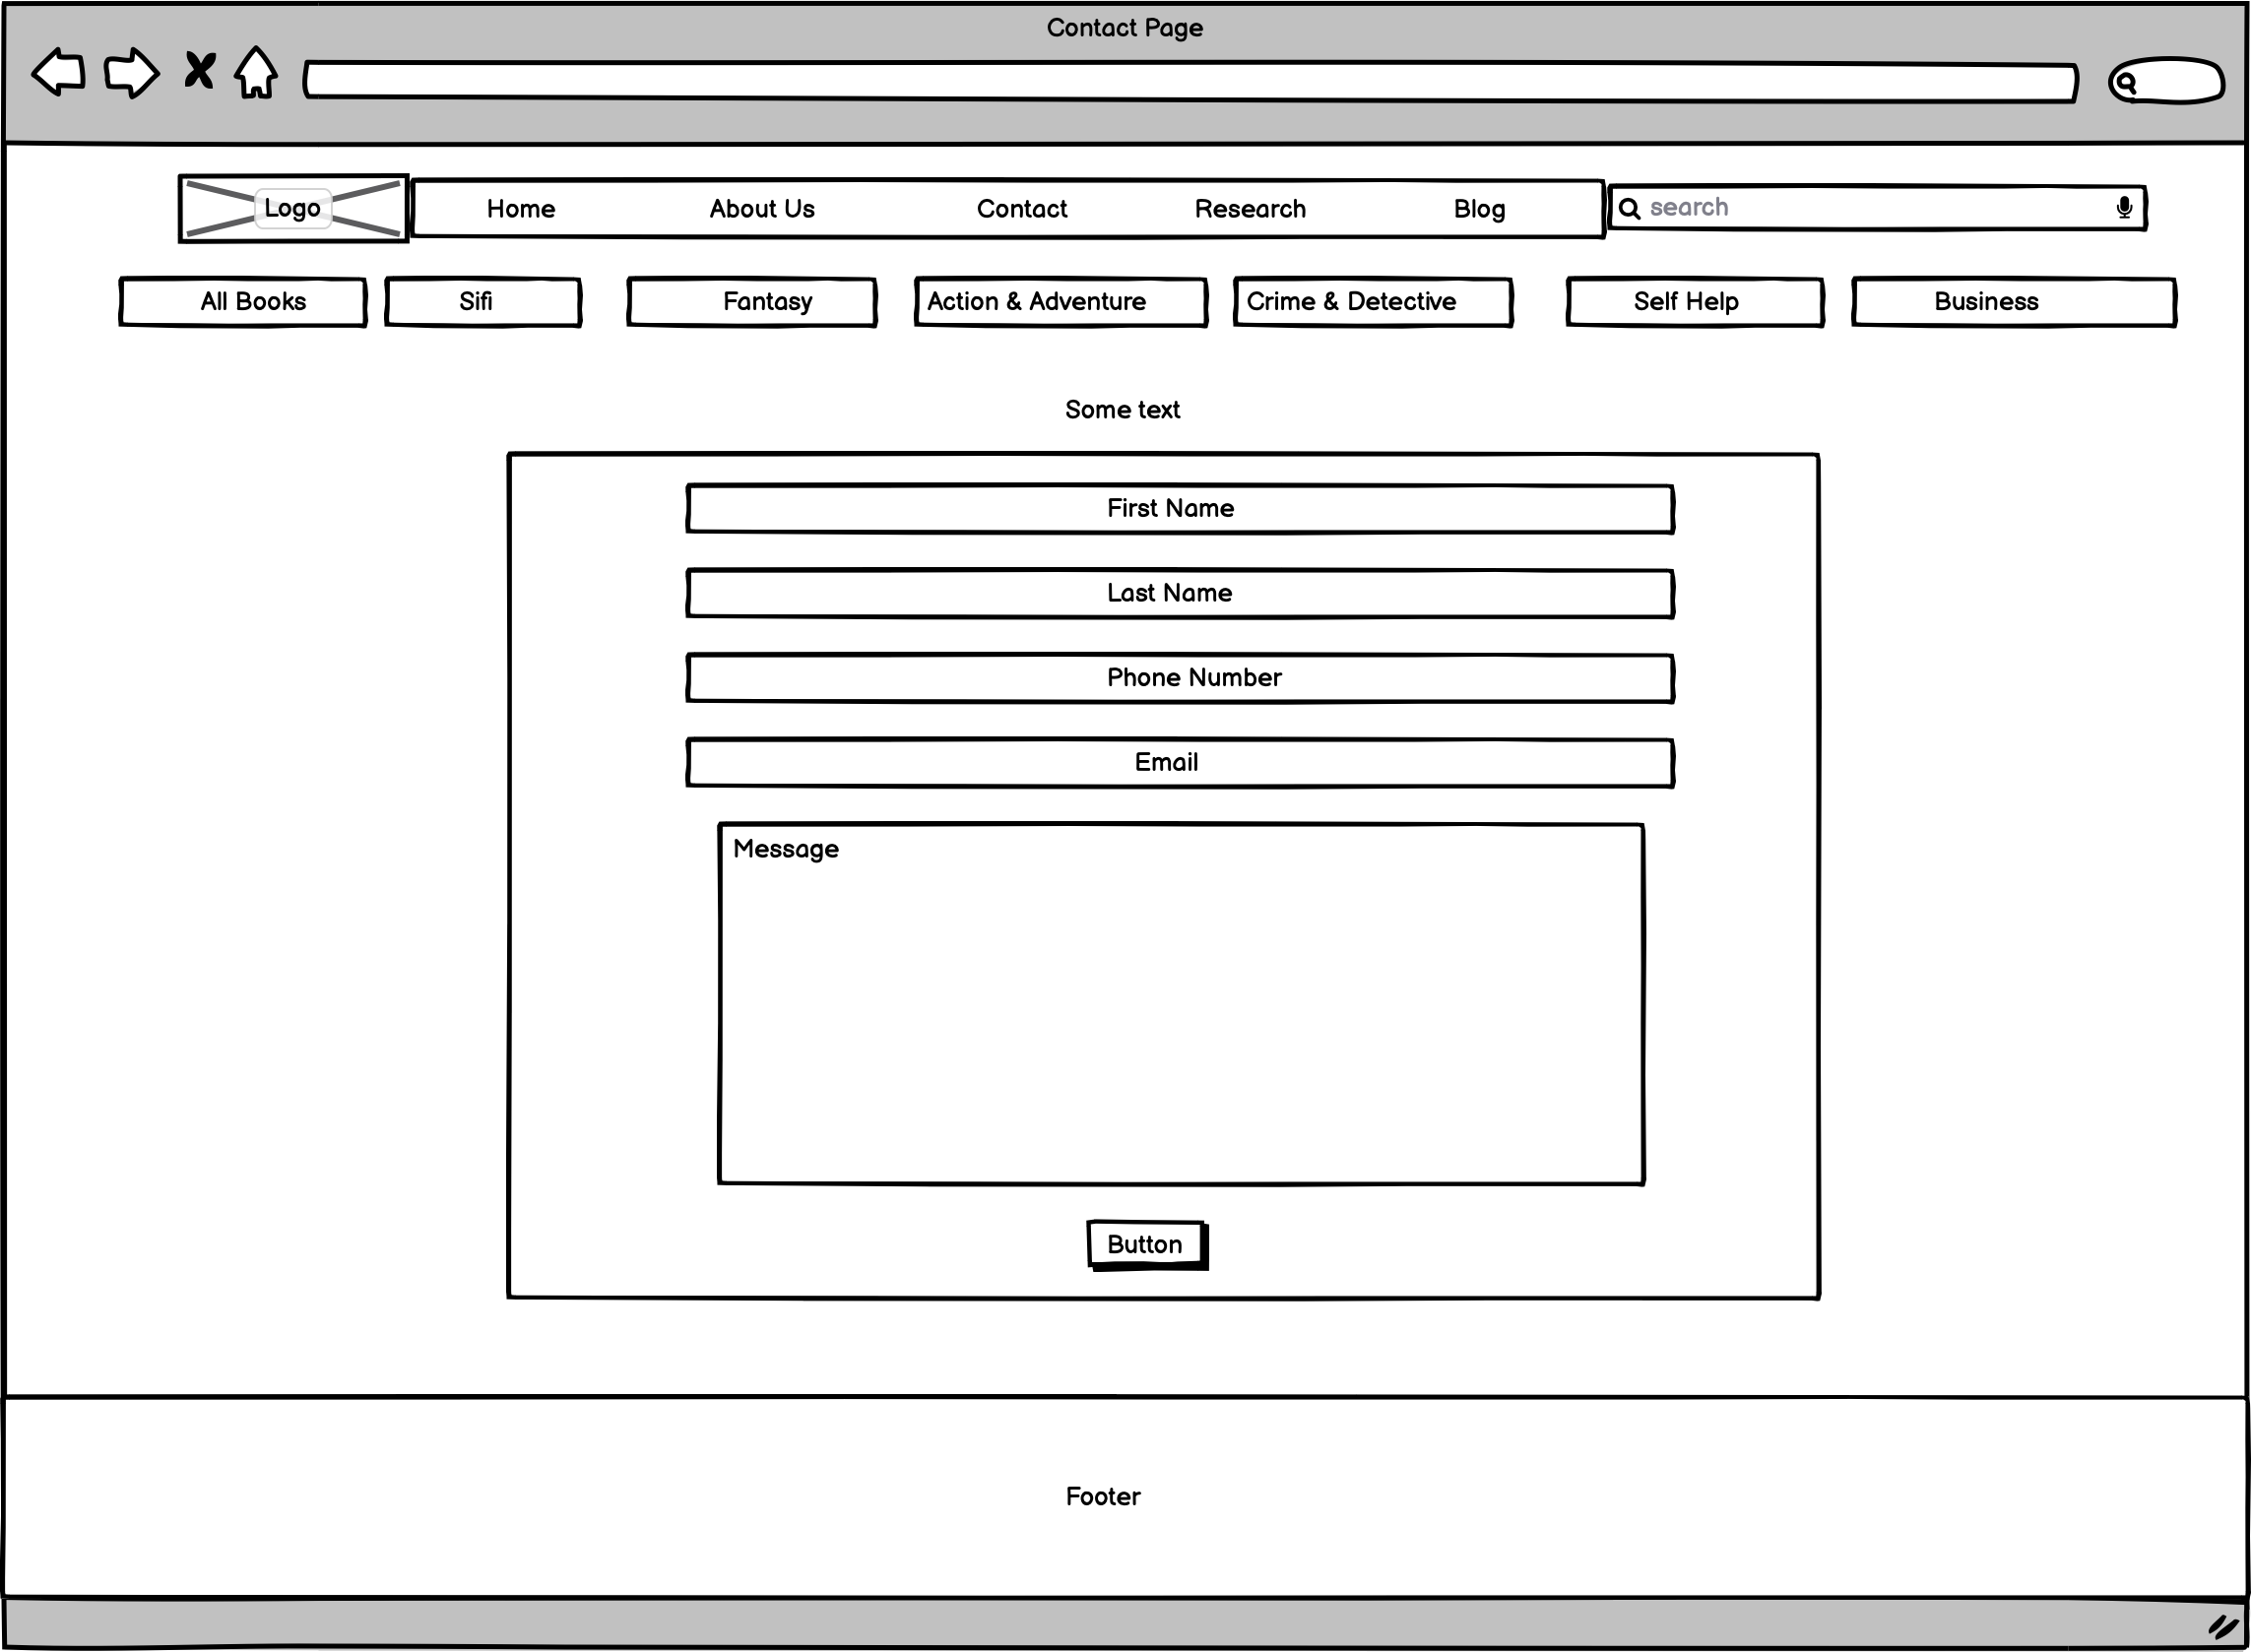 Contact Page
Logo Home About Us Contact Research Blog search
All Books Sifi Fantasy Action & Adventure Crime & Detective Self Help Business
Some text
First Name
Last Name
Phone Number
Email
Message
Button
Footer